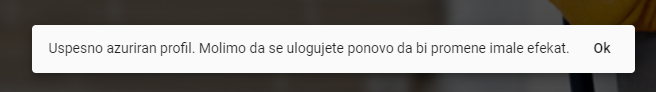 Uspesno azuriran profil. Molimo da se ulogujete ponovo da bi promene imale efekat. Ok